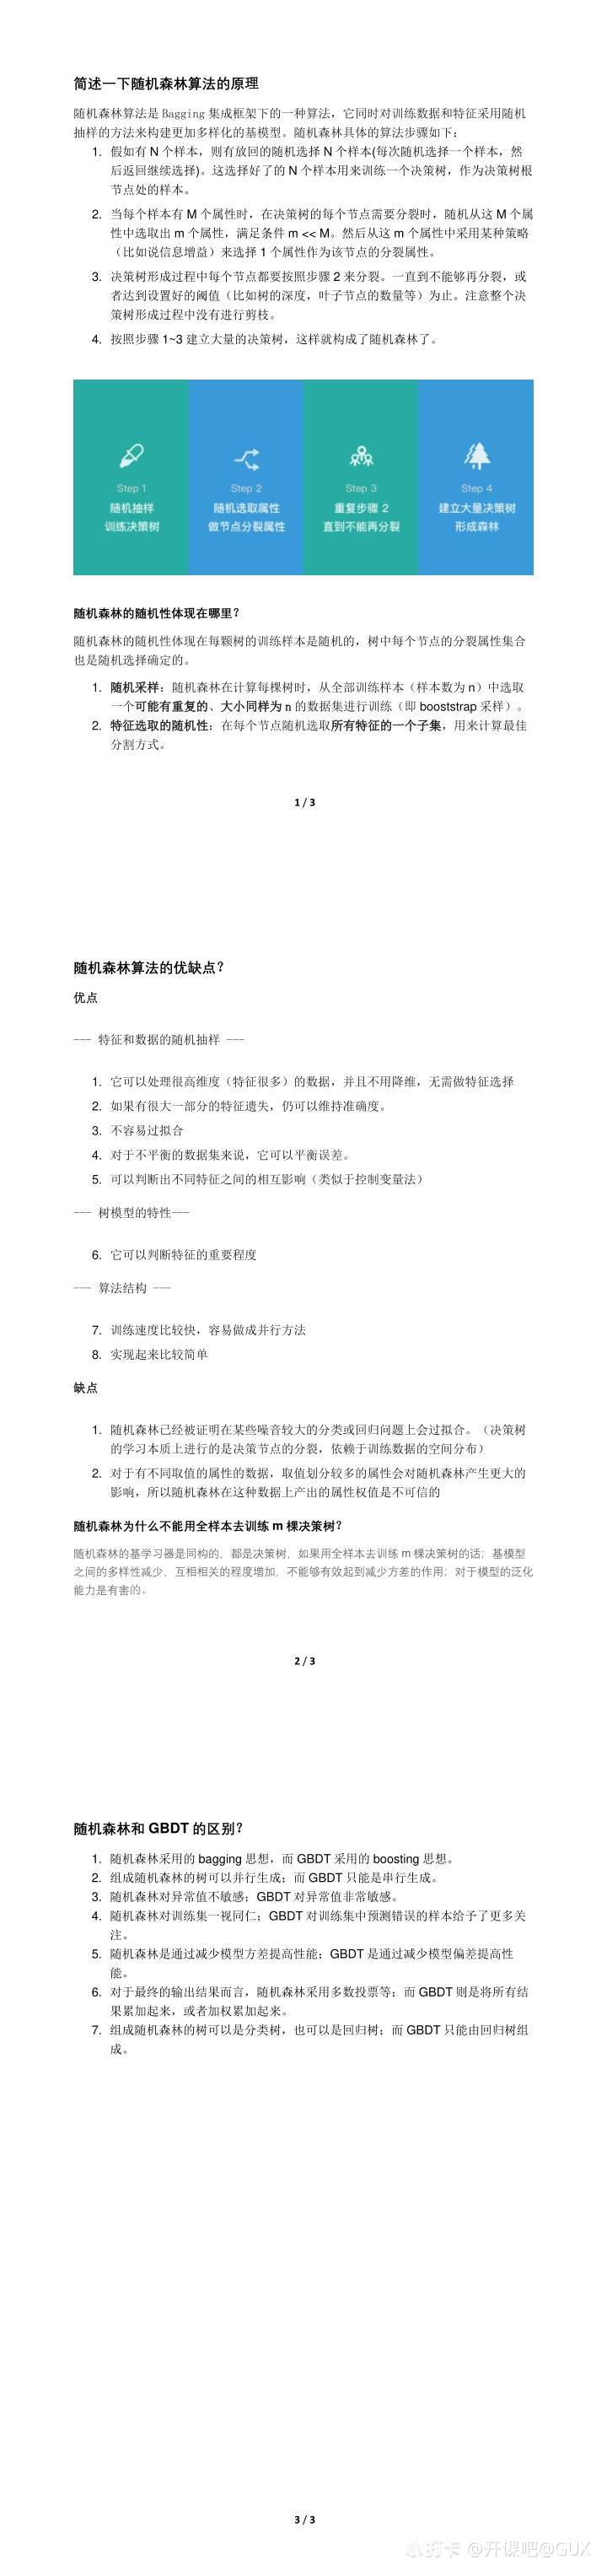 简述一下随机森林算法的原理
随机森林算法是 Bagging 集成框架下的一种算法，它同时对训练数据和特征采用随机
抽样的方法来构建更加多样化的基模型。随机森林具体的算法步骤如下：
1. 假如有 N 个样本，则有放回的随机选择 N 个样本(每次随机选择一个样本，然
后返回继续选择)。这选择好了的 N 个样本用来训练一个决策树，作为决策树根
节点处的样本。
2. 当每个样本有 M 个属性时，在决策树的每个节点需要分裂时，随机从这 M 个属
性中选取出 m 个属性，满足条件 m << M。然后从这 m 个属性中采用某种策略
（比如说信息增益）来选择 1 个属性作为该节点的分裂属性。
3. 决策树形成过程中每个节点都要按照步骤 2 来分裂。一直到不能够再分裂，或
者达到设置好的阈值（比如树的深度，叶子节点的数量等）为止。注意整个决
策树形成过程中没有进行剪枝。
4. 按照步骤 1~3 建立大量的决策树，这样就构成了随机森林了。
Step 1
随机抽样
训练决策树
Step 2
随机选取属性
做节点分裂属性
Step 3
重复步骤 2
直到不能再分裂
Step 4
建立大量决策树
形成森林
随机森林的随机性体现在哪里？
随机森林的随机性体现在每颗树的训练样本是随机的，树中每个节点的分裂属性集合
也是随机选择确定的。
1. 随机采样：随机森林在计算每棵树时，从全部训练样本（样本数为 n）中选取
一个可能有重复的、大小同样为 n 的数据集进行训练（即 booststrap 采样）。
2. 特征选取的随机性：在每个节点随机选取所有特征的一个子集，用来计算最佳
分割方式。
1 / 3
随机森林算法的优缺点？
优点
--- 特征和数据的随机抽样 ---
1. 它可以处理很高维度（特征很多）的数据，并且不用降维，无需做特征选择
2. 如果有很大一部分的特征遗失，仍可以维持准确度。
3. 不容易过拟合
4. 对于不平衡的数据集来说，它可以平衡误差。
5. 可以判断出不同特征之间的相互影响（类似于控制变量法）
--- 树模型的特性---
6. 它可以判断特征的重要程度
--- 算法结构 ---
7. 训练速度比较快，容易做成并行方法
8. 实现起来比较简单
缺点
1. 随机森林已经被证明在某些噪音较大的分类或回归问题上会过拟合。（决策树
的学习本质上进行的是决策节点的分裂，依赖于训练数据的空间分布）
2. 对于有不同取值的属性的数据，取值划分较多的属性会对随机森林产生更大的
影响，所以随机森林在这种数据上产出的属性权值是不可信的
随机森林为什么不能用全样本去训练 m 棵决策树？
随机森林的基学习器是同构的，都是决策树，如果用全样本去训练 m 棵决策树的话；基模型
之间的多样性减少，互相相关的程度增加，不能够有效起到减少方差的作用；对于模型的泛化
能力是有害的。
2 / 3
随机森林和 GBDT 的区别？
1. 随机森林采用的 bagging 思想，而 GBDT 采用的 boosting 思想。
2. 组成随机森林的树可以并行生成；而 GBDT 只能是串行生成。
3. 随机森林对异常值不敏感；GBDT 对异常值非常敏感。
4. 随机森林对训练集一视同仁；GBDT 对训练集中预测错误的样本给予了更多关
注。
5. 随机森林是通过减少模型方差提高性能；GBDT 是通过减少模型偏差提高性
能。
6. 对于最终的输出结果而言，随机森林采用多数投票等；而 GBDT 则是将所有结
果累加起来，或者加权累加起来。
7. 组成随机森林的树可以是分类树，也可以是回归树；而 GBDT 只能由回归树组
成。
3 / 3
小打卡 @开课吧@GUX